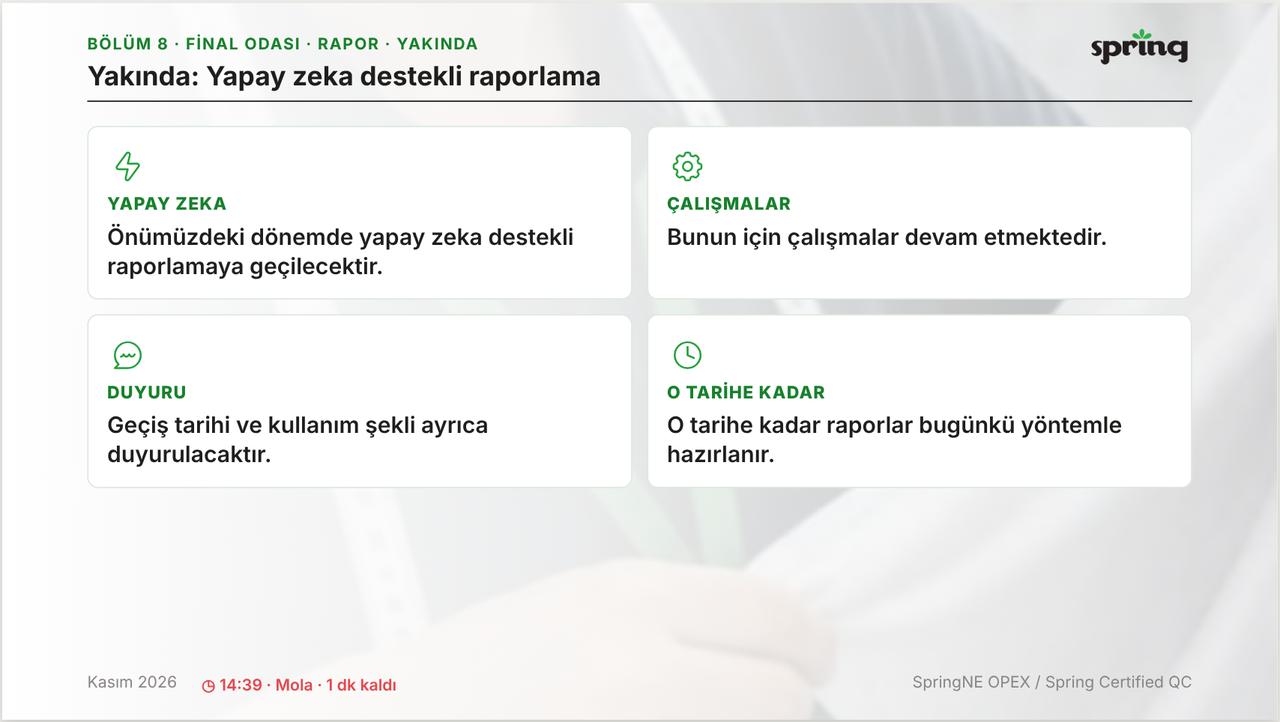 BÖLÜM 8 · FİNAL ODASI · RAPOR · YAKINDA
spring
Yakında: Yapay zeka destekli raporlama
YAPAY ZEKA
Önümüzdeki dönemde yapay zeka destekli
raporlamaya geçilecektir.
ÇALIŞMALAR
Bunun için çalışmalar devam etmektedir.
DUYURU
Geçiş tarihi ve kullanım şekli ayrıca
duyurulacaktır.
O TARİHE KADAR
O tarihe kadar raporlar bugünkü yöntemle
hazırlanır.
Kasım 2026
14:39 · Mola · 1 dk kaldı
SpringNE OPEX / Spring Certified QC